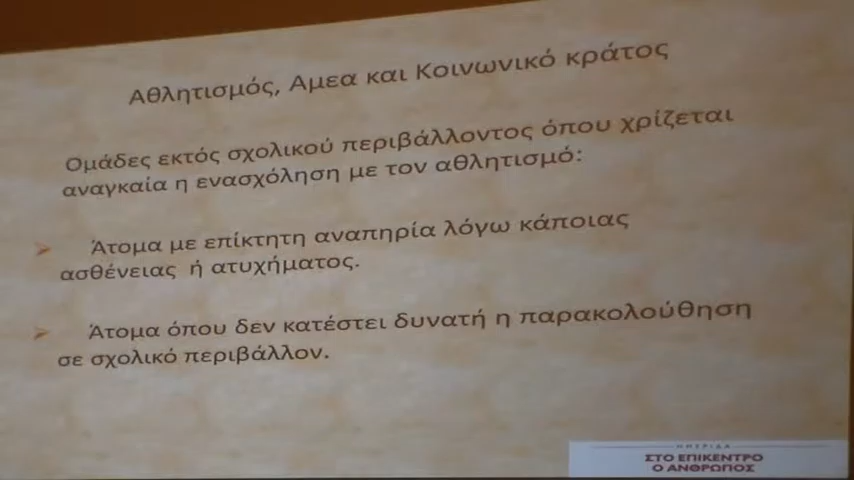 Αθλητισμός, Αμεα και Κοινωνικό κράτος
Ομάδες εκτός σχολικού περιβάλλοντος όπου χρίζεται
αναγκαία η ενασχόληση με τον αθλητισμό:
Άτομα με επίκτητη αναπηρία λόγω κάποιας
ασθένειας ή ατυχήματος.
Άτομα όπου δεν κατέστει δυνατή η παρακολούθηση
σε σχολικό περιβάλλον.
ΗΜΕΡΙΔΑ
ΣΤΟ ΕΠΙΚΕΝΤΡΟ
Ο ΑΝΘΡΩΠΟΣ